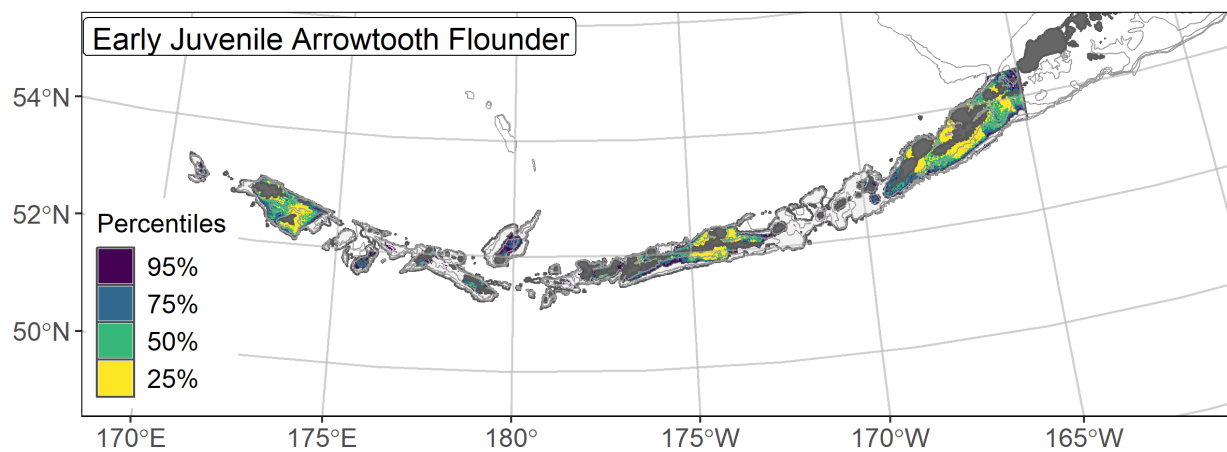 Early Juvenile Arrowtooth Flounder
54°N
52°N
50°N
Percentiles
95%
75%
50%
25%
170°E 175°E 180° 175°W 170°W 165°W